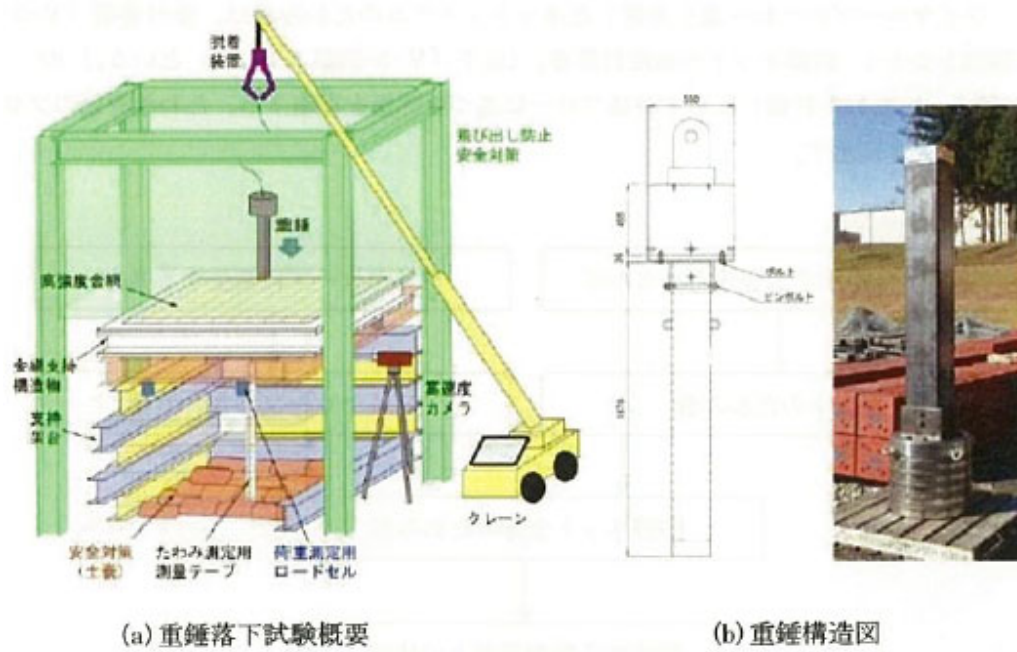 脱着
装置
飛び出し防止
安全対策
重錘
高強度金網
金網支持
構造物
支持
架台
高速度
カメラ
クレーン
安全対策
(土嚢)
たわみ測定用
測量テープ
荷重測定用
ロードセル
(a) 重錘落下試験概要
550
ボルト
ピンボルト
(b) 重錘構造図